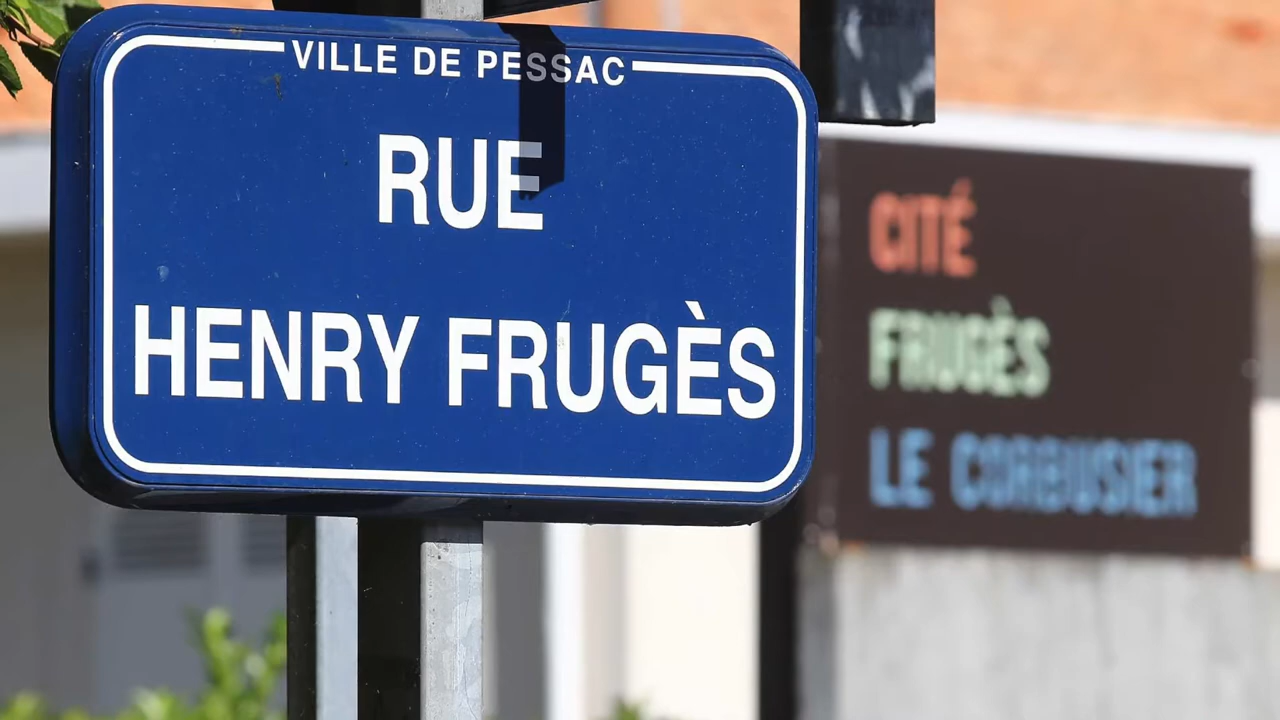 VILLE DE PESSAC
RUE
HENRY FRUGÈS
CITÉ
FRUGÈS
LE CORBUSIER